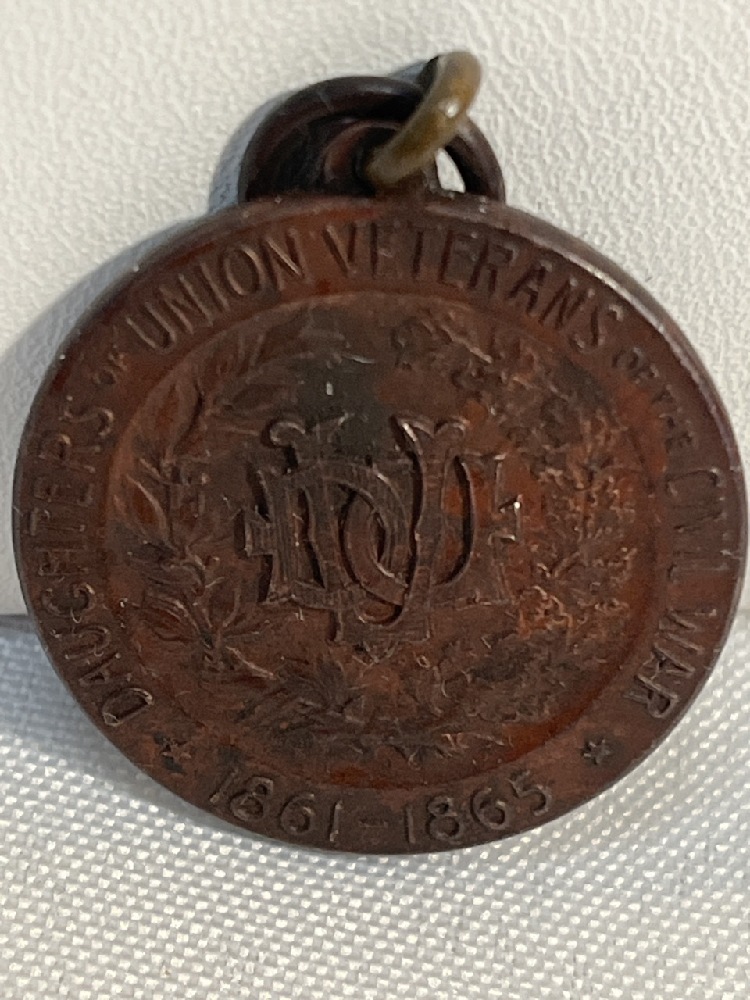 DAUGHTERS OF UNION VETERANS OF THE CIVIL WAR
1861-1865
DUV